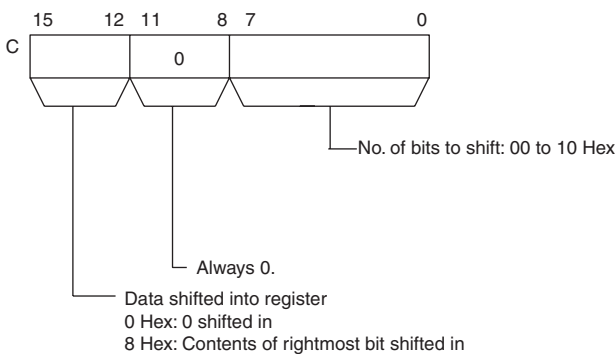 15 12 11 8 7 0
C
0
No. of bits to shift: 00 to 10 Hex
Always 0.
Data shifted into register
0 Hex: 0 shifted in
8 Hex: Contents of rightmost bit shifted in